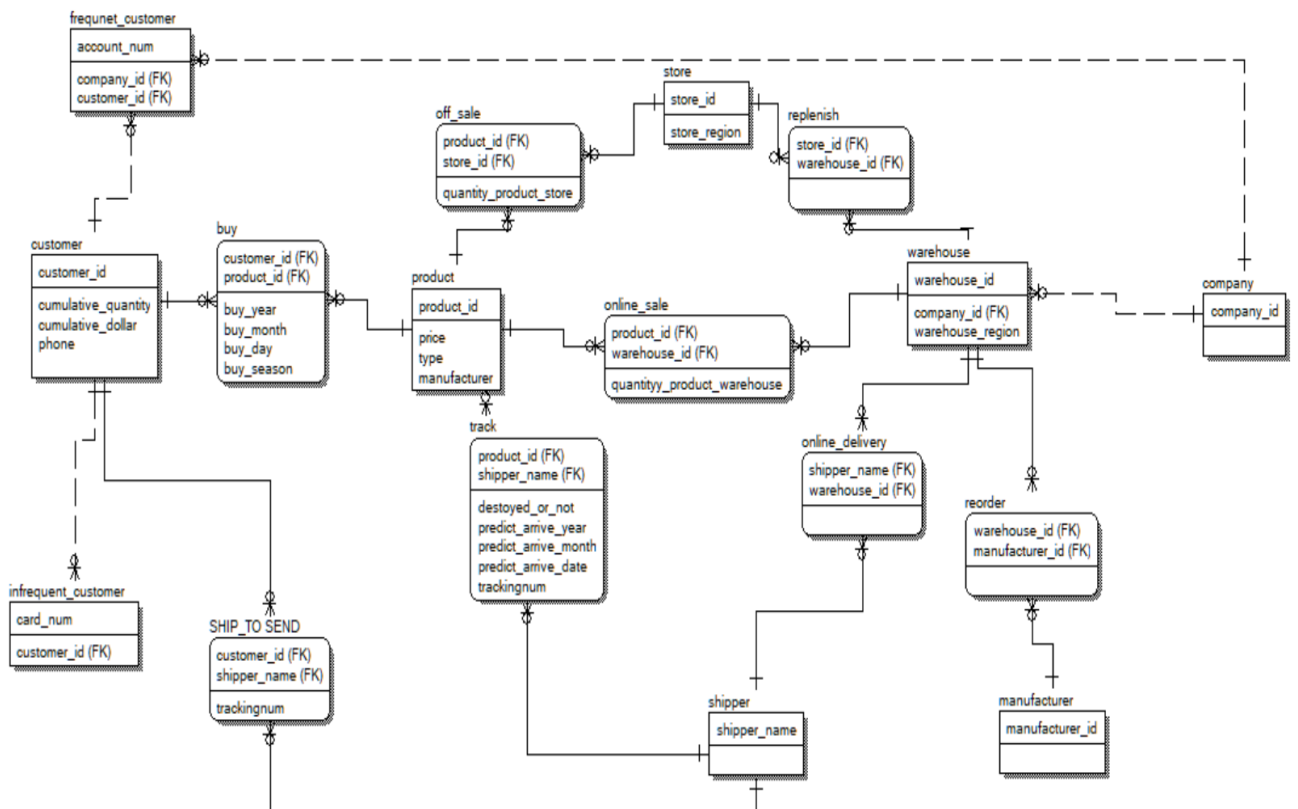 frequnet_customer
account_num
company_id (FK)
customer_id (FK)
store
store_id
store_region
off_sale
product_id (FK)
store_id (FK)
quantity_product_store
replenish
store_id (FK)
warehouse_id (FK)
customer
customer_id
cumulative_quantity
cumulative_dollar
phone
buy
customer_id (FK)
product_id (FK)
buy_year
buy_month
buy_day
buy_season
product
product_id
price
type
manufacturer
online_sale
product_id (FK)
warehouse_id (FK)
quantityy_product_warehouse
warehouse
warehouse_id
company_id (FK)
warehouse_region
company
company_id
track
product_id (FK)
shipper_name (FK)
destoyed_or_not
predict_arrive_year
predict_arrive_month
predict_arrive_date
trackingnum
online_delivery
shipper_name (FK)
warehouse_id (FK)
reorder
warehouse_id (FK)
manufacturer_id (FK)
infrequent_customer
card_num
customer_id (FK)
SHIP_TO SEND
customer_id (FK)
shipper_name (FK)
trackingnum
shipper
shipper_name
manufacturer
manufacturer_id